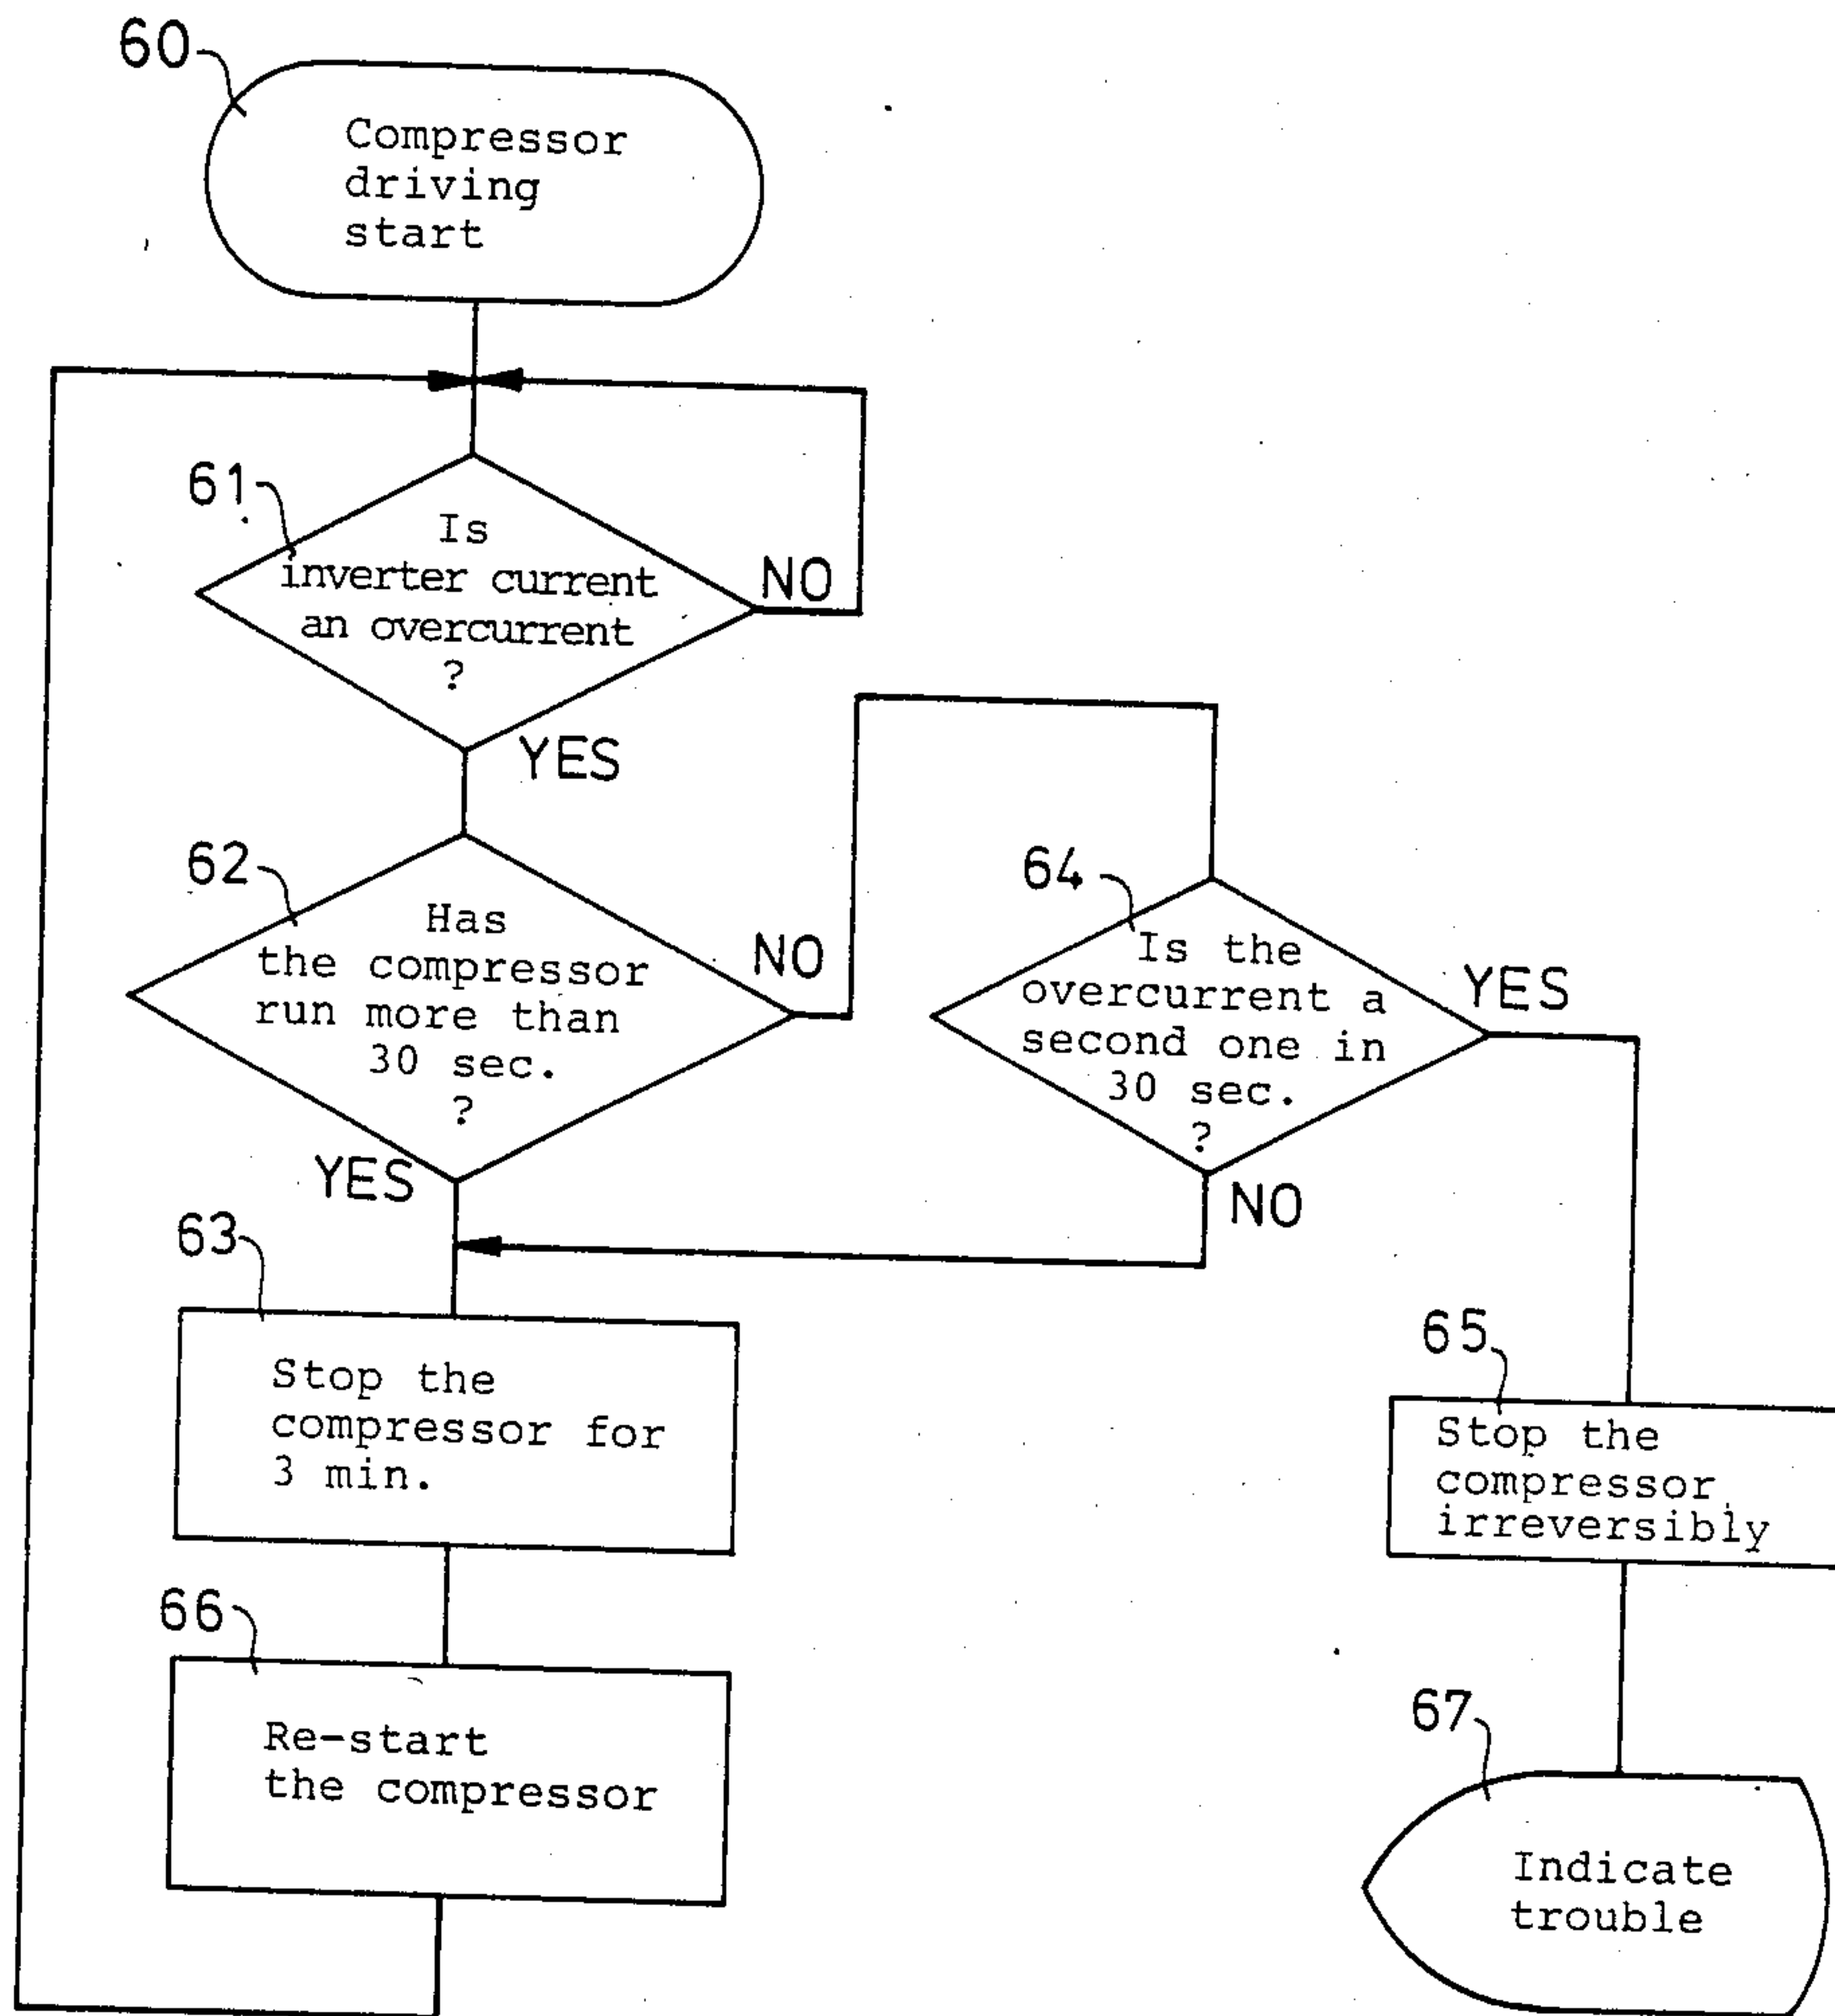 60
Compressor
driving
start
61
Is
inverter current
an overcurrent
?
NO
YES
62
Has
the compressor
run more than
30 sec.
?
NO
YES
64
Is the
overcurrent a
second one in
30 sec.
?
YES
NO
63
Stop the
compressor for
3 min.
65
Stop the
compressor
irreversibly
66
Re-start
the compressor
67
Indicate
trouble